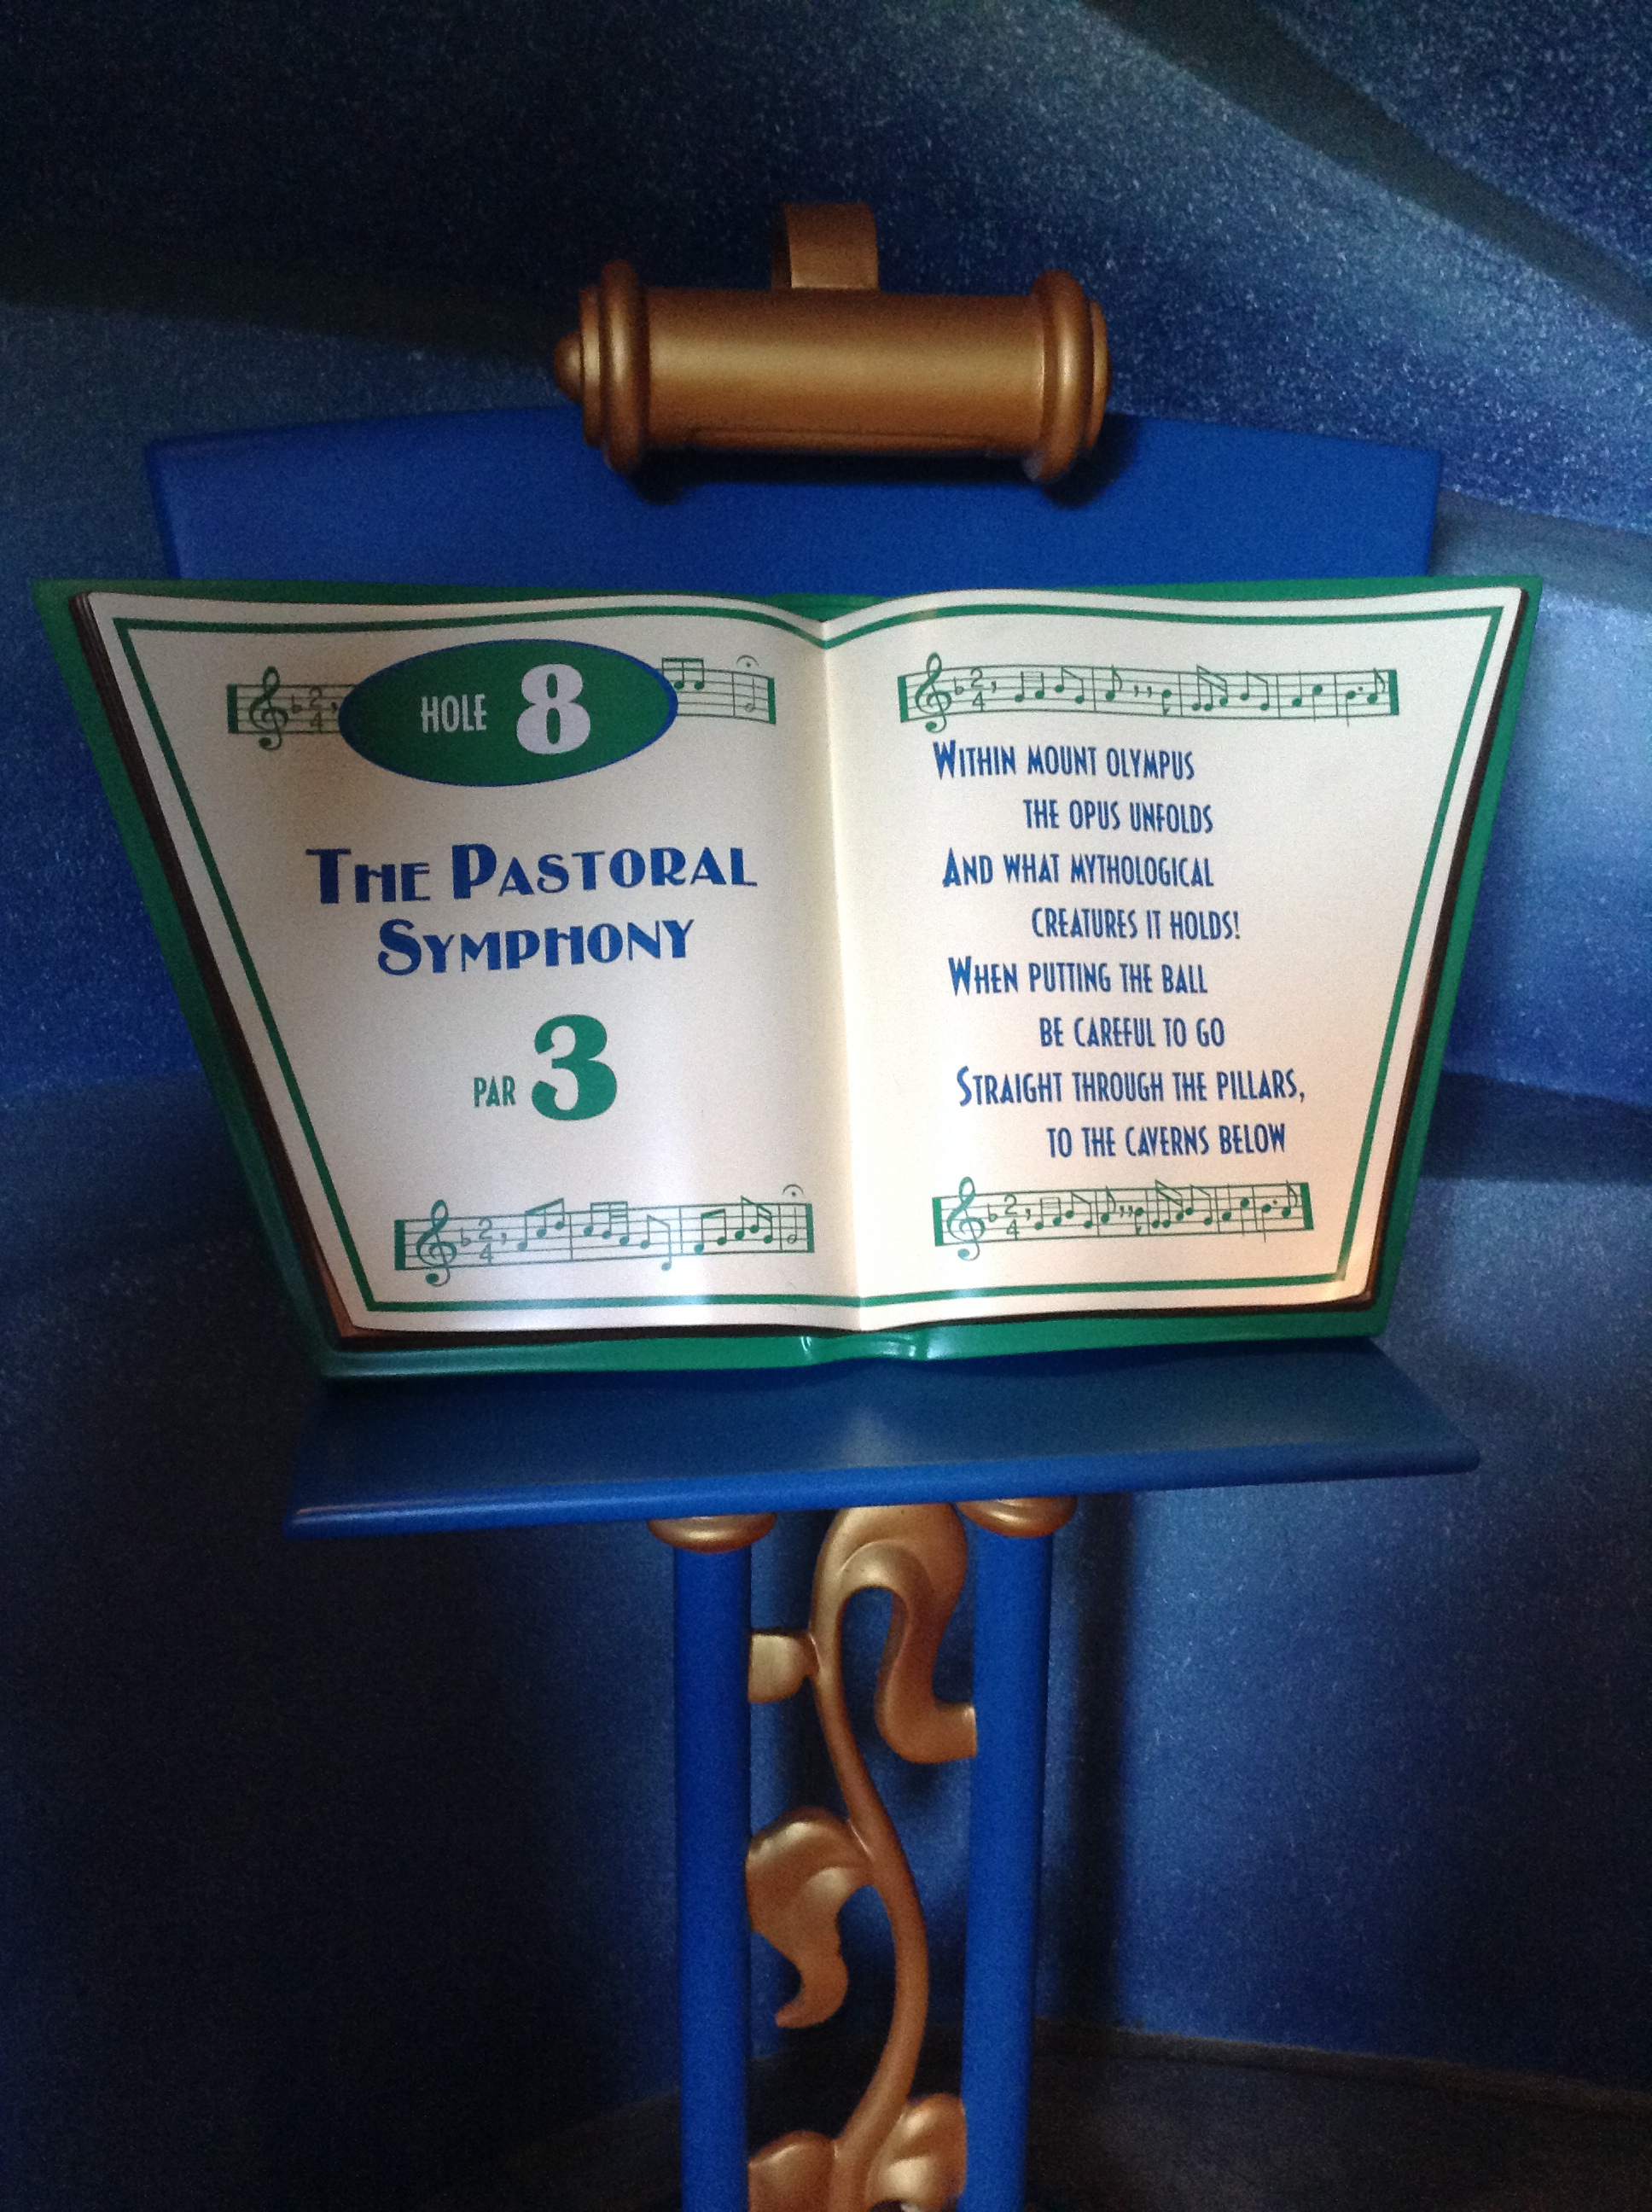 HOLE 8
THE PASTORAL
SYMPHONY
PAR 3
WITHIN MOUNT OLYMPUS
THE OPUS UNFOLDS
AND WHAT MYTHOLOGICAL
CREATURES IT HOLDS!
WHEN PUTTING THE BALL
BE CAREFUL TO GO
STRAIGHT THROUGH THE PILLARS,
TO THE CAVERNS BELOW